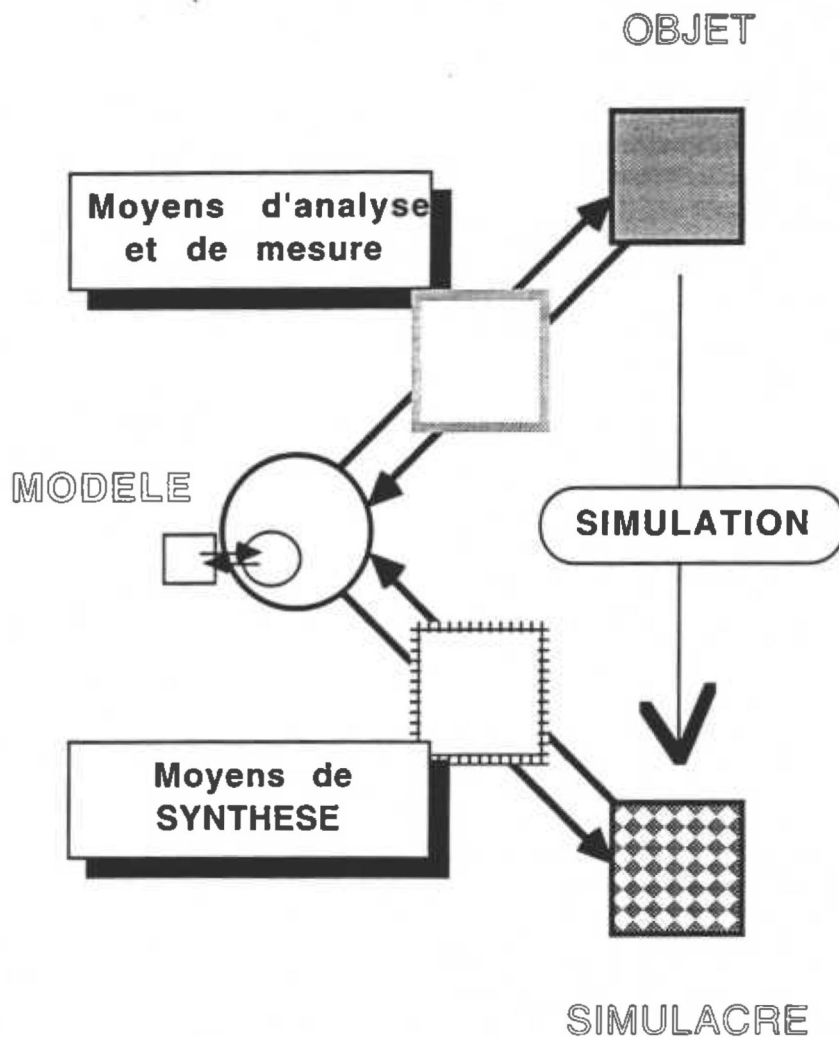 OBJET
Moyens d'analyse
et de mesure
MODELE
SIMULATION
Moyens de
SYNTHESE
SIMULACRE